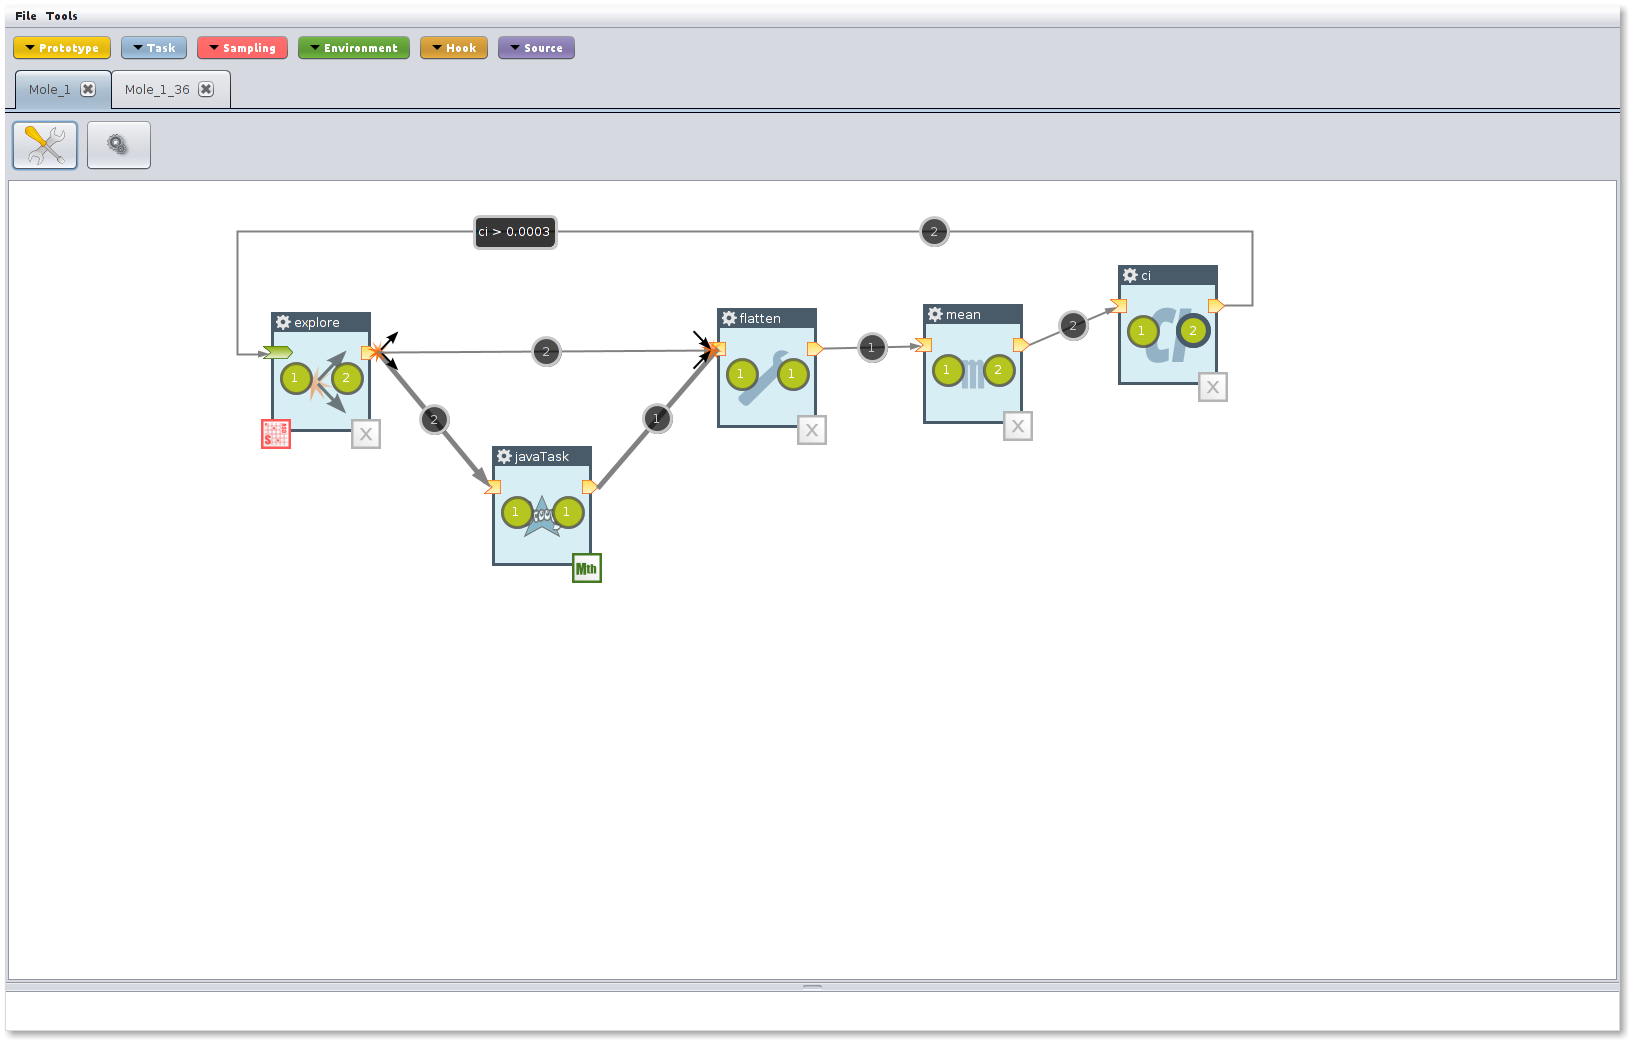 File Tools
Prototype Task Sampling Environment Hook Source
Mole_1 Mole_1_36
ci > 0.0003 2
ci
1 2
X
explore
1 2
S
X
2
flatten
1 1
X
1
mean
1 2
X
2
2
1
javaTask
1 1
Mth